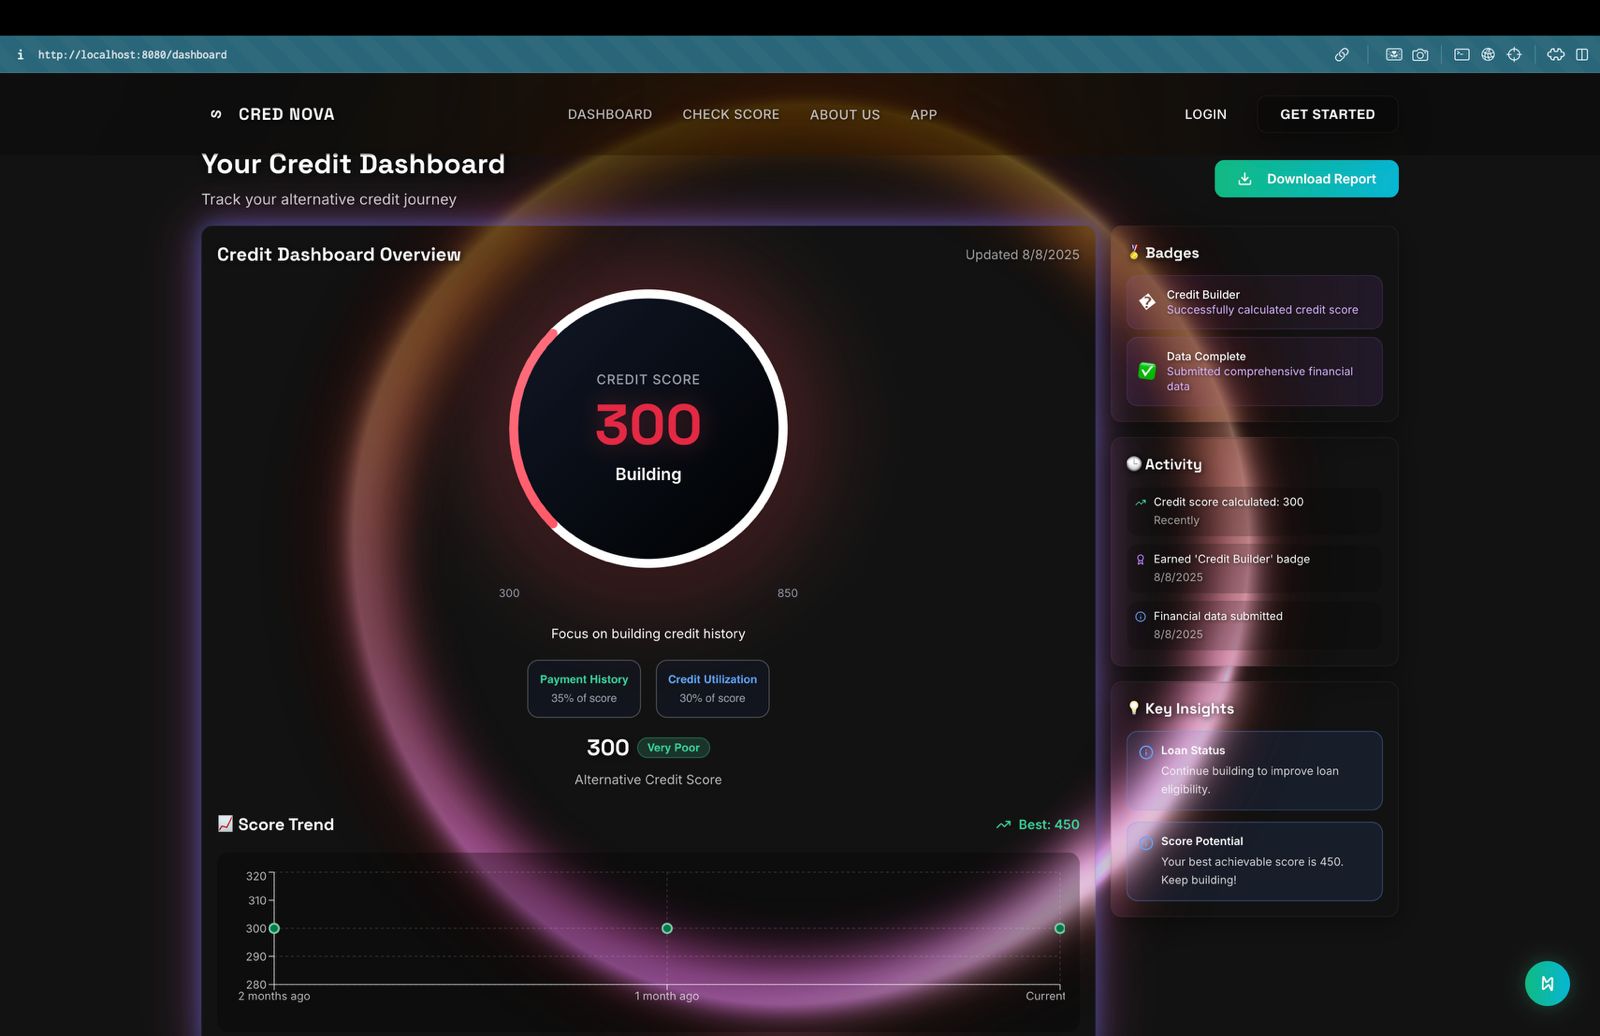 http://localhost:8080/dashboard
CRED NOVA
DASHBOARD
CHECK SCORE
ABOUT US
APP
LOGIN
GET STARTED
Your Credit Dashboard
Track your alternative credit journey
Download Report
Credit Dashboard Overview
Updated 8/8/2025
CREDIT SCORE
300
Building
300
850
Focus on building credit history
Payment History
35% of score
Credit Utilization
30% of score
300 Very Poor
Alternative Credit Score
📈 Score Trend
Best: 450
320
310
300
290
280
2 months ago
1 month ago
Current
🏅 Badges
� Credit Builder
Successfully calculated credit score
✅ Data Complete
Submitted comprehensive financial
data
🕒 Activity
Credit score calculated: 300
Recently
Earned 'Credit Builder' badge
8/8/2025
Financial data submitted
8/8/2025
💡 Key Insights
Loan Status
Continue building to improve loan
eligibility.
Score Potential
Your best achievable score is 450.
Keep building!